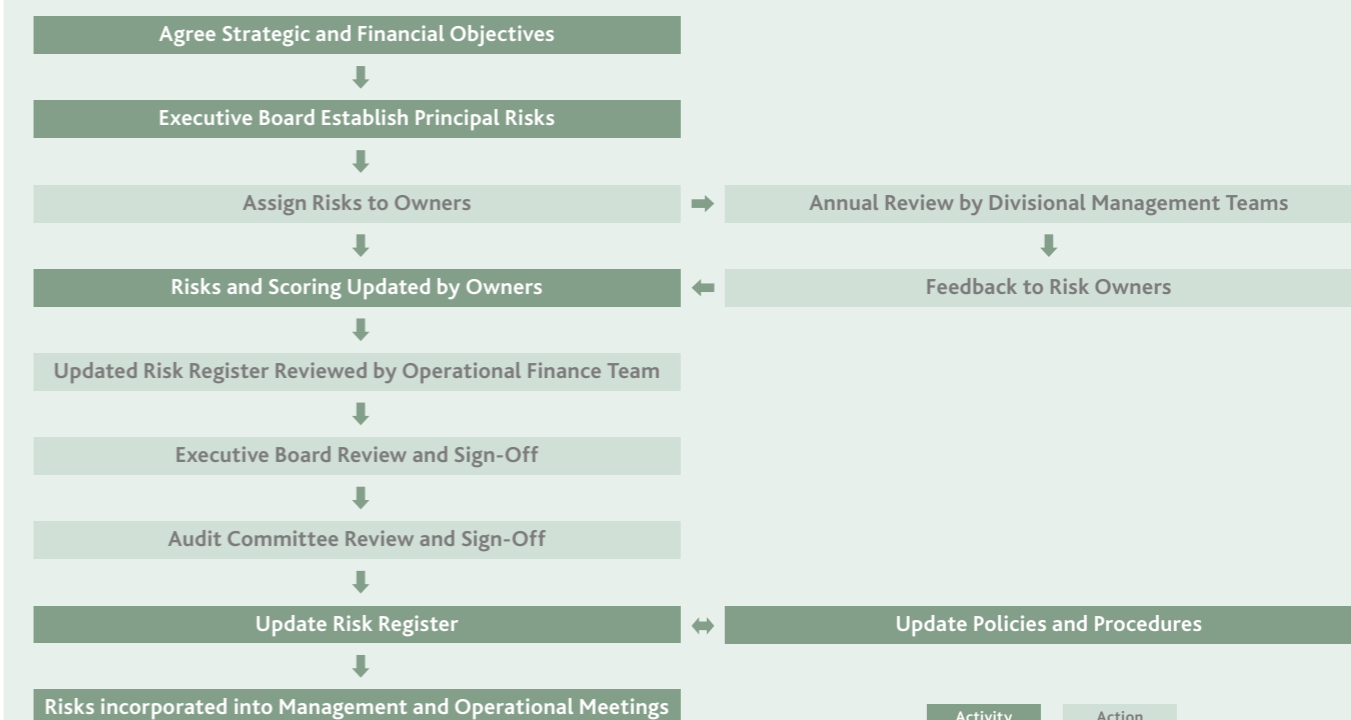 Agree Strategic and Financial Objectives
Executive Board Establish Principal Risks
Assign Risks to Owners
Annual Review by Divisional Management Teams
Risks and Scoring Updated by Owners
Feedback to Risk Owners
Updated Risk Register Reviewed by Operational Finance Team
Executive Board Review and Sign-Off
Audit Committee Review and Sign-Off
Update Risk Register
Update Policies and Procedures
Risks incorporated into Management and Operational Meetings
Activity
Action